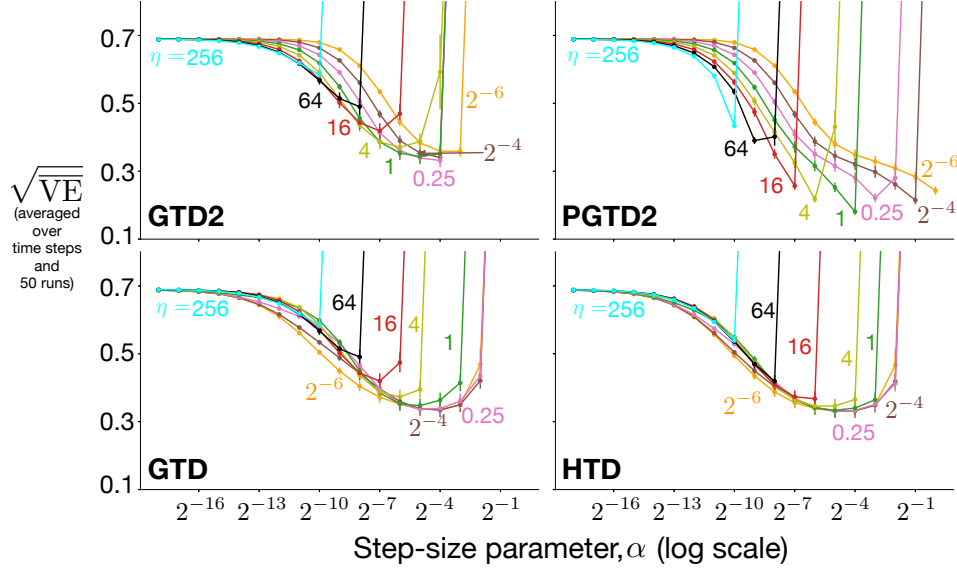 0.7
0.5
0.3
0.1
η = 256
64
16
4
1
0.25
2⁻⁴
2⁻⁶
GTD2
η = 256
64
16
4
1
0.25
2⁻⁴
2⁻⁶
PGTD2
√VE̅
(averaged
over
time steps
and
50 runs)
0.7
0.5
0.3
0.1
η = 256
64
16
4
1
2⁻⁶
2⁻⁴
0.25
GTD
η = 256
64
16
4
1
2⁻⁶
2⁻⁴
0.25
HTD
2⁻¹⁶ 2⁻¹³ 2⁻¹⁰ 2⁻⁷ 2⁻⁴ 2⁻¹
2⁻¹⁶ 2⁻¹³ 2⁻¹⁰ 2⁻⁷ 2⁻⁴ 2⁻¹
Step-size parameter, α (log scale)